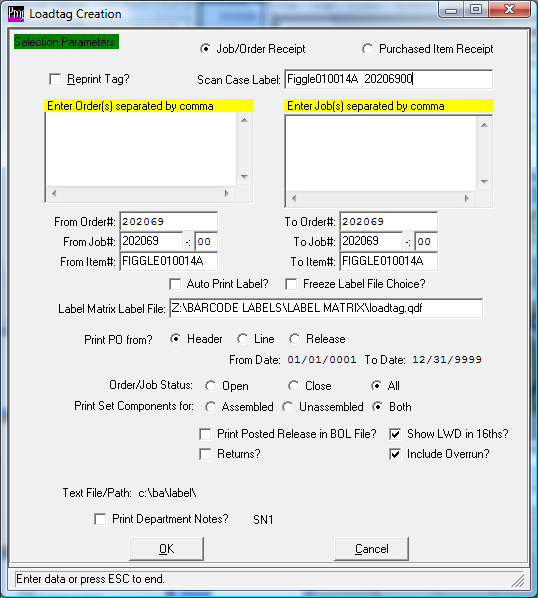 Loadtag Creation
Selection Parameters
Job/Order Receipt Purchased Item Receipt
Reprint Tag? Scan Case Label: Figgle010014A 20206900
Enter Order(s) separated by comma Enter Job(s) separated by comma
From Order#: 202069 To Order#: 202069
From Job#: 202069 -: 00 To Job#: 202069 -: 00
From Item#: FIGGLE010014A To Item#: FIGGLE010014A
Auto Print Label? Freeze Label File Choice?
Label Matrix Label File: Z:\BARCODE LABELS\LABEL MATRIX\loadtag.qdf
Print PO from? Header Line Release
From Date: 01/01/0001 To Date: 12/31/9999
Order/Job Status: Open Close All
Print Set Components for: Assembled Unassembled Both
Print Posted Release in BOL File? Show LWD in 16ths?
Returns? Include Overrun?
Text File/Path: c:\ba\label\
Print Department Notes? SN1
OK Cancel
Enter data or press ESC to end.